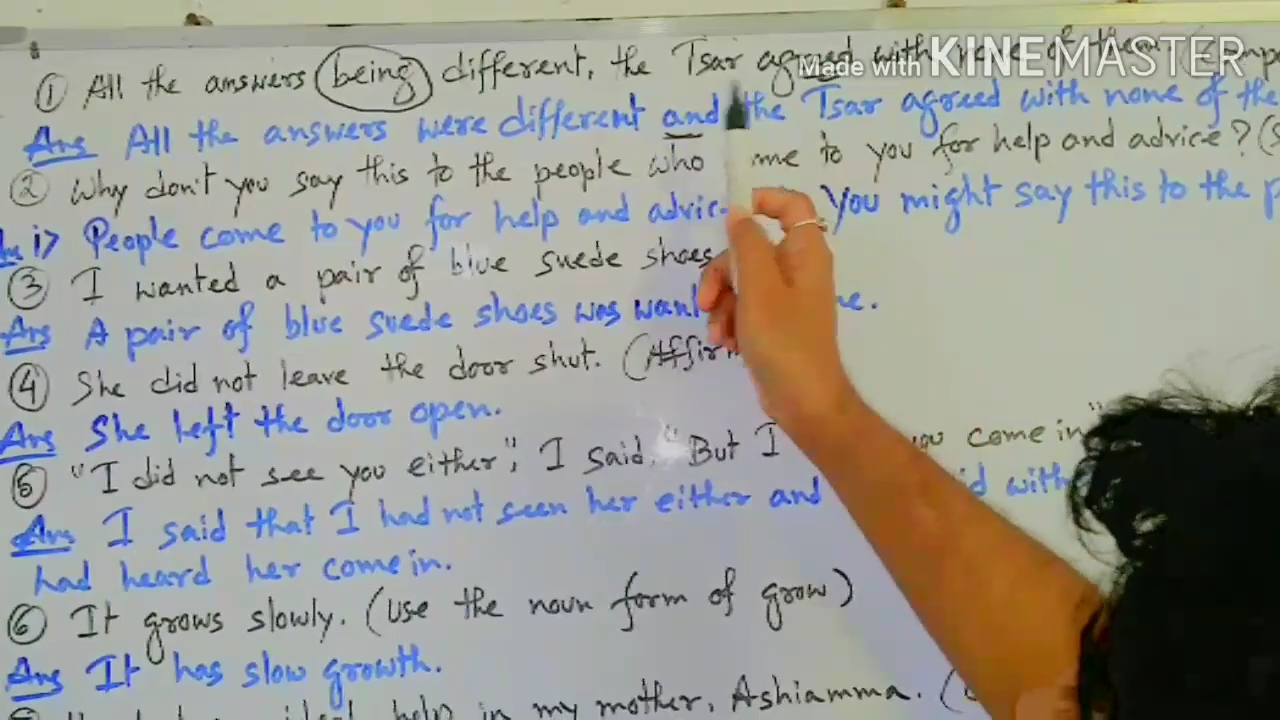 ① All the answers being different, the Tsar agreed with none of them.
Made with KINEMASTER
Ans All the answers were different and the Tsar agreed with none of the
② Why don't you say this to the people who to you for help and advice?
i> People come to you for help and You might say this to the
③ I wanted a pair of blue suede shoes
Ans A pair of blue suede shoes was
④ She did not leave the door shut.
Ans She left the door open.
⑤ "I did not see you either", I said. "But I you come in"
Ans I said that I had not seen her either and
had heard her come in.
⑥ It grows slowly. (Use the noun form of grow)
Ans It has slow growth.
help in my mother, Ashiamma.